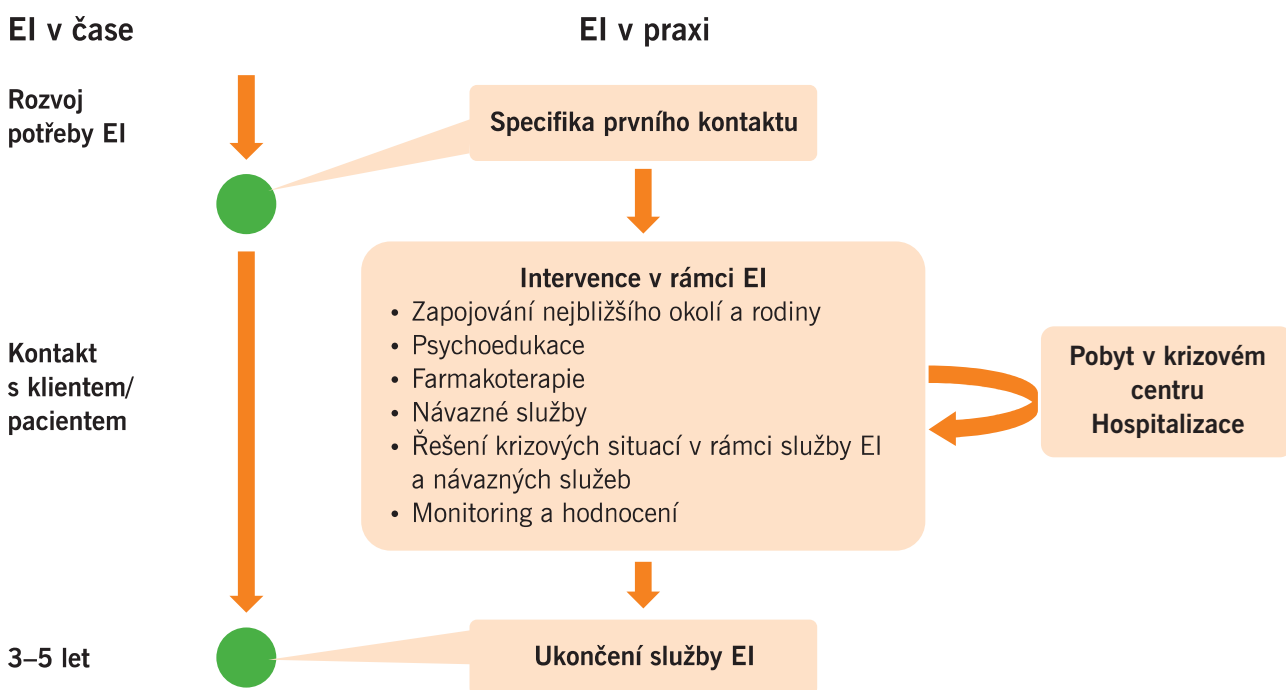 EI v čase
EI v praxi
Rozvoj
potřeby EI
Specifika prvního kontaktu
Kontakt
s klientem/
pacientem
Intervence v rámci EI
• Zapojování nejbližšího okolí a rodiny
• Psychoedukace
• Farmakoterapie
• Návazné služby
• Řešení krizových situací v rámci služby EI
a návazných služeb
• Monitoring a hodnocení
Pobyt v krizovém
centru
Hospitalizace
3–5 let
Ukončení služby EI